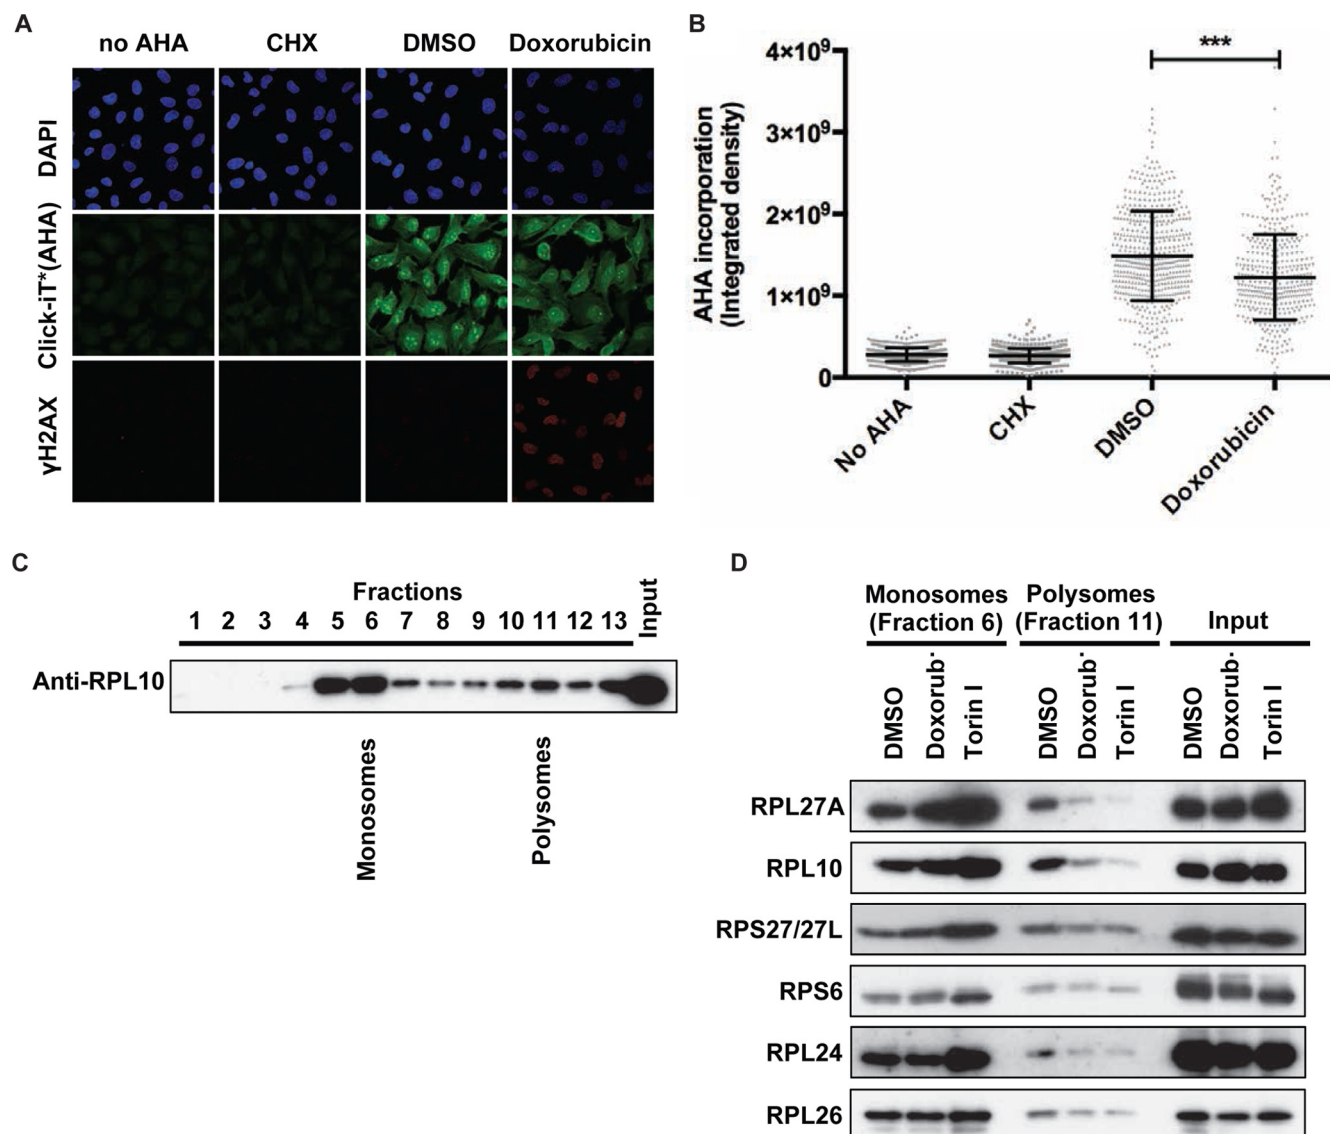 A
no AHA CHX DMSO Doxorubicin
DAPI
Click-iT*(AHA)
γH2AX
B
AHA incorporation
(Integrated density)
4×10⁹
3×10⁹
2×10⁹
1×10⁹
0
***
No AHA
CHX
DMSO
Doxorubicin
C
Fractions
1 2 3 4 5 6 7 8 9 10 11 12 13 Input
Anti-RPL10
Monosomes
Polysomes
D
Monosomes Polysomes
(Fraction 6) (Fraction 11) Input
DMSO Doxorub. Torin I DMSO Doxorub. Torin I DMSO Doxorub. Torin I
RPL27A
RPL10
RPS27/27L
RPS6
RPL24
RPL26